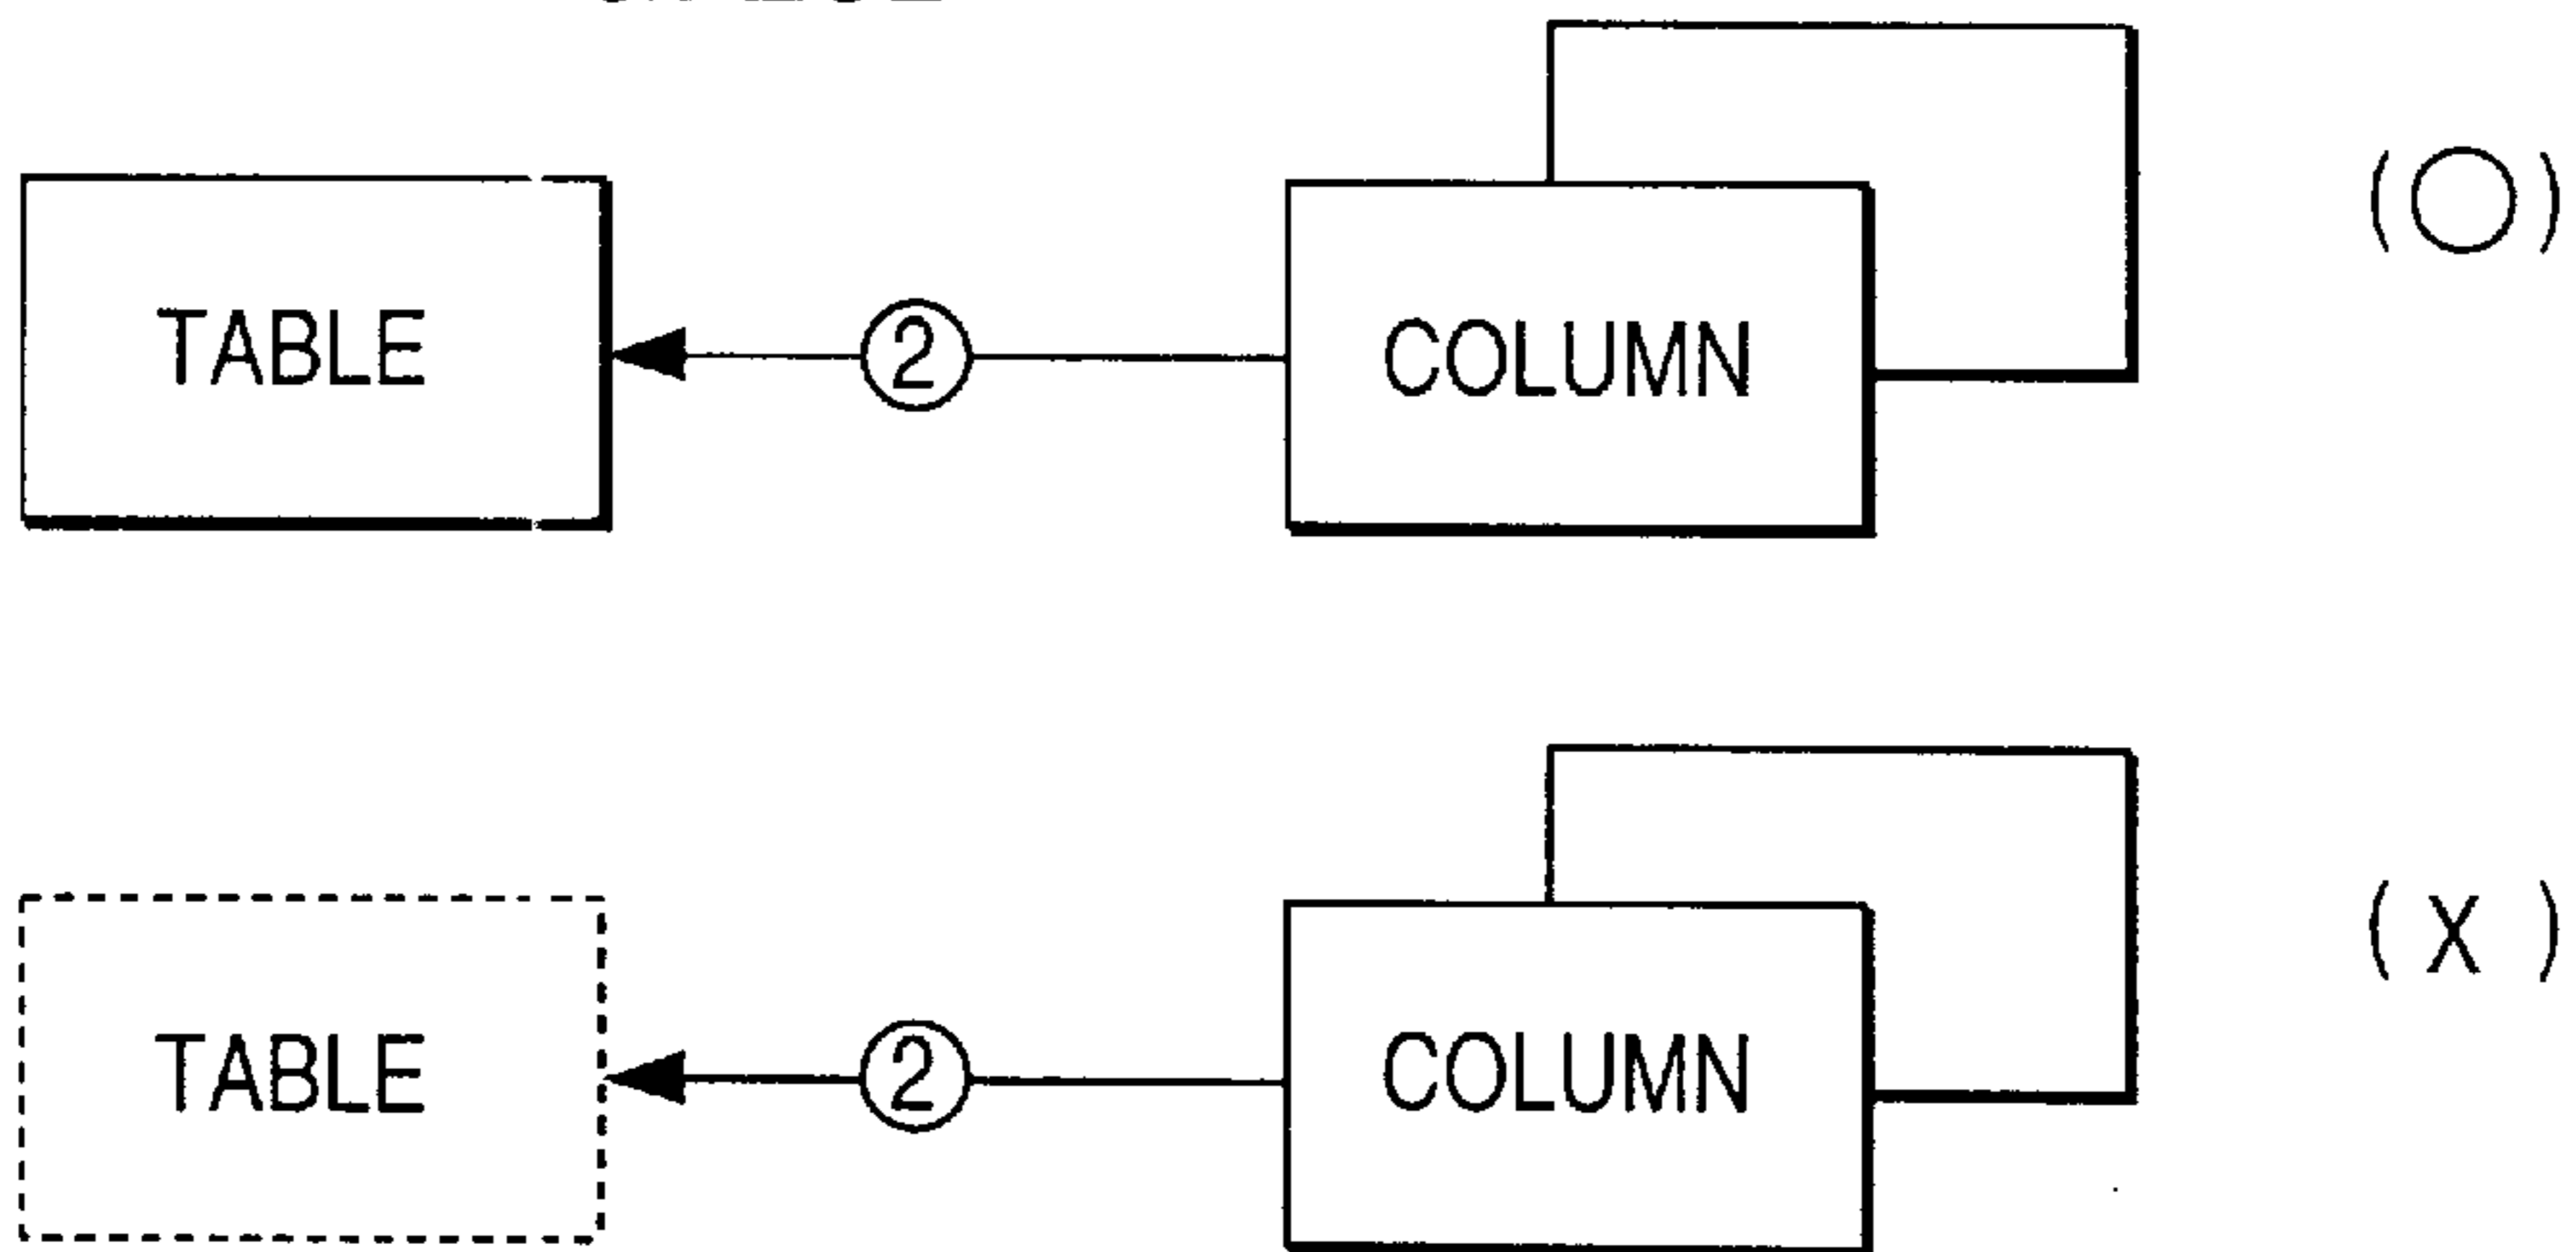 (○)
TABLE ② COLUMN
(X)
TABLE ② COLUMN